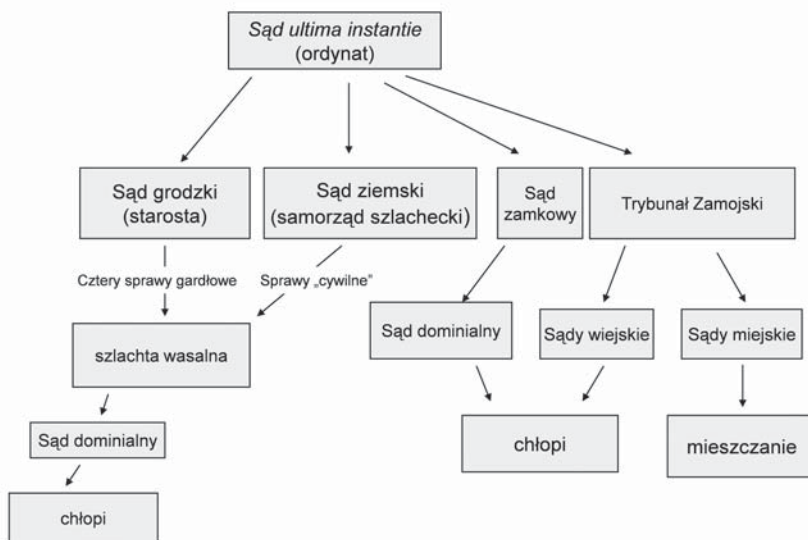 Sąd ultima instantie
(ordynat)
Sąd grodzki
(starosta)
Sąd ziemski
(samorząd szlachecki)
Sąd
zamkowy
Trybunał Zamojski
Cztery sprawy gardłowe
Sprawy „cywilne”
szlachta wasalna
Sąd dominialny
Sądy wiejskie
Sądy miejskie
Sąd dominialny
chłopi
mieszczanie
chłopi